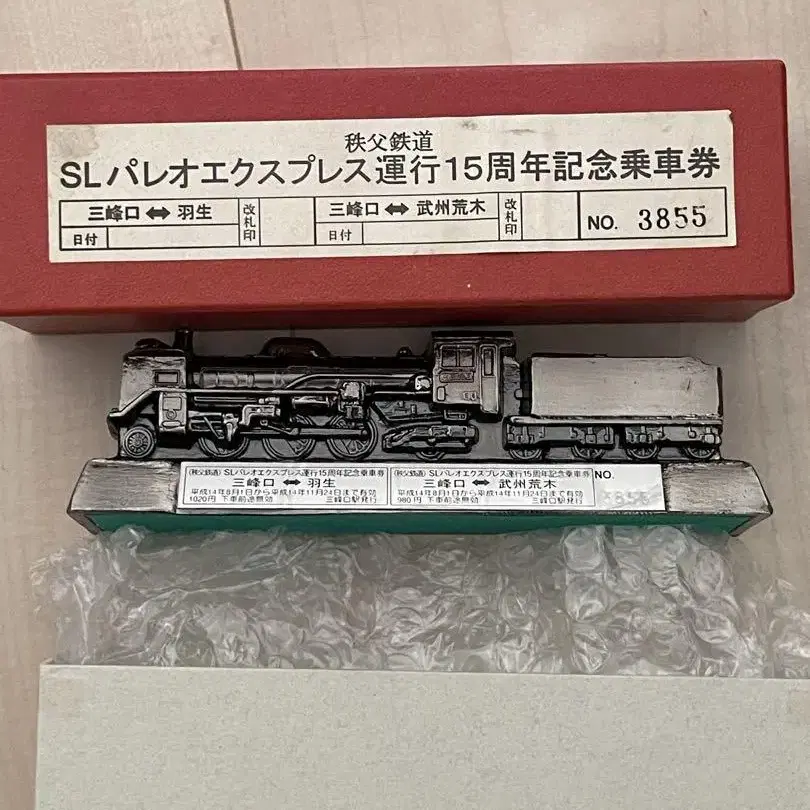 秩父鉄道
SLパレオエクスプレス運行15周年記念乗車券
三峰口⇔羽生 改札印 三峰口⇔武州荒木 改札印 NO. 3855
日付 日付
(秩父鉄道) SLパレオエクスプレス運行15周年記念乗車券
三峰口⇔羽生
平成14年8月1日から平成14年11月24日まで有効
1020円 下車前途無効 三峰口駅発行
(秩父鉄道) SLパレオエクスプレス運行15周年記念乗車券
三峰口⇔武州荒木
平成14年8月1日から平成14年11月24日まで有効
980円 下車前途無効 三峰口駅発行
NO.
3855